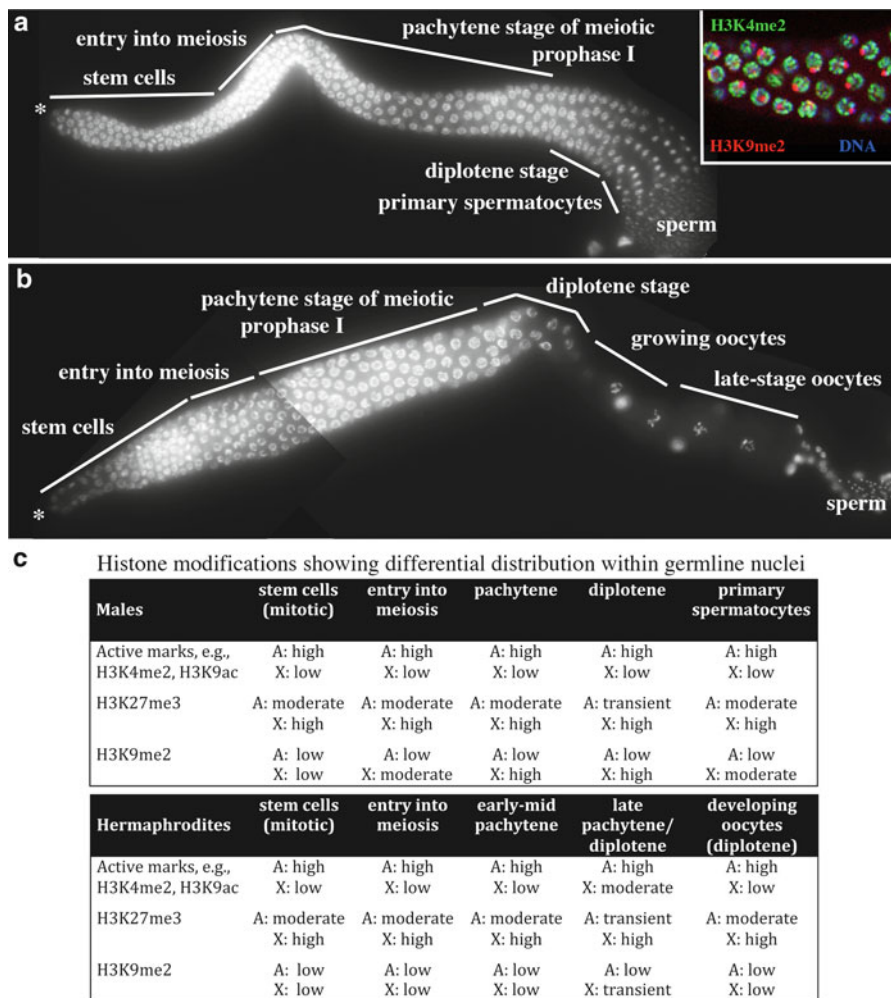 a
entry into meiosis
stem cells
*
pachytene stage of meiotic
prophase I
H3K4me2
H3K9me2 DNA
diplotene stage
primary spermatocytes
sperm
b
pachytene stage of meiotic
prophase I
diplotene stage
growing oocytes
entry into meiosis
late-stage oocytes
stem cells
*
sperm
c
Histone modifications showing differential distribution within germline nuclei
Males stem cells (mitotic) entry into meiosis pachytene diplotene primary spermatocytes
Active marks, e.g., A: high A: high A: high A: high A: high
H3K4me2, H3K9ac X: low X: low X: low X: low X: low
H3K27me3 A: moderate A: moderate A: moderate A: transient A: moderate
X: high X: high X: high X: high X: high
H3K9me2 A: low A: low A: low A: low A: low
X: low X: moderate X: high X: high X: moderate
Hermaphrodites stem cells (mitotic) entry into meiosis early-mid pachytene late pachytene/ diplotene developing oocytes (diplotene)
Active marks, e.g., A: high A: high A: high A: high A: high
H3K4me2, H3K9ac X: low X: low X: low X: moderate X: low
H3K27me3 A: moderate A: moderate A: moderate A: transient A: moderate
X: high X: high X: high X: high X: high
H3K9me2 A: low A: low A: low A: low A: low
X: low X: low X: low X: transient X: low